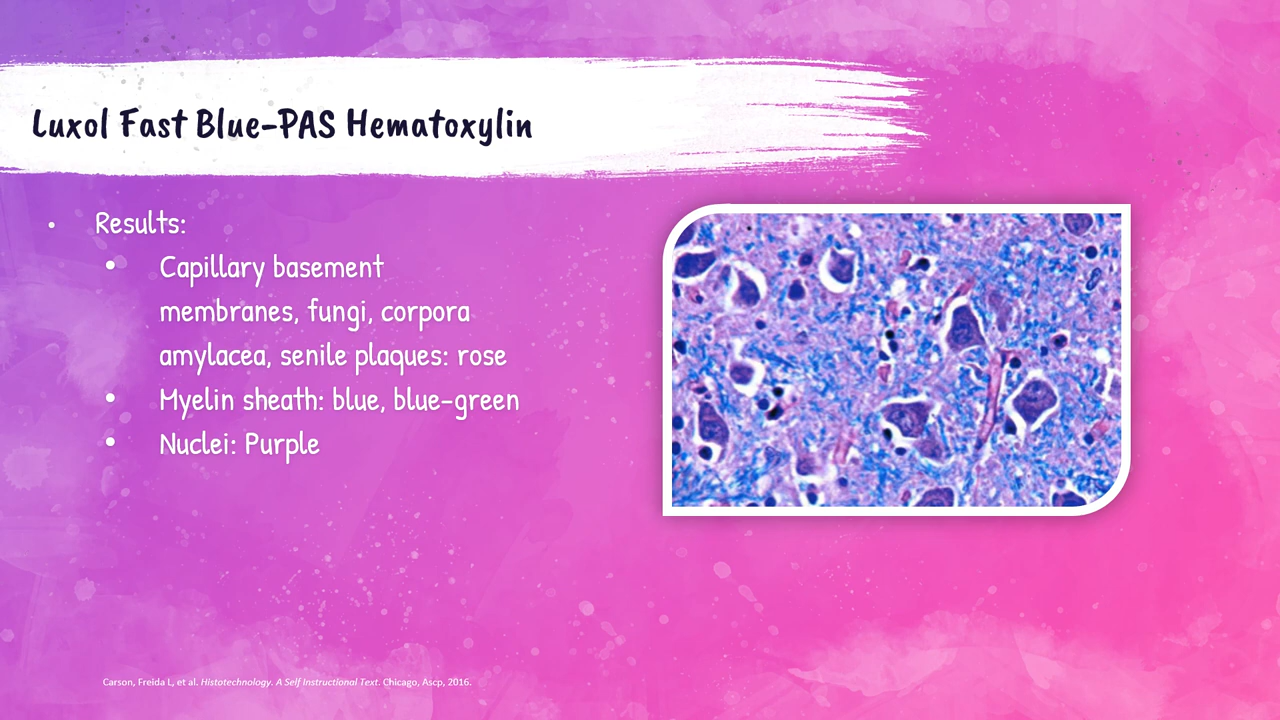 Luxol Fast Blue-PAS Hematoxylin
• Results:
• Capillary basement
membranes, fungi, corpora
amylacea, senile plaques: rose
• Myelin sheath: blue, blue-green
• Nuclei: Purple
Carson, Freida L, et al. Histotechnology. A Self Instructional Text. Chicago, Ascp, 2016.